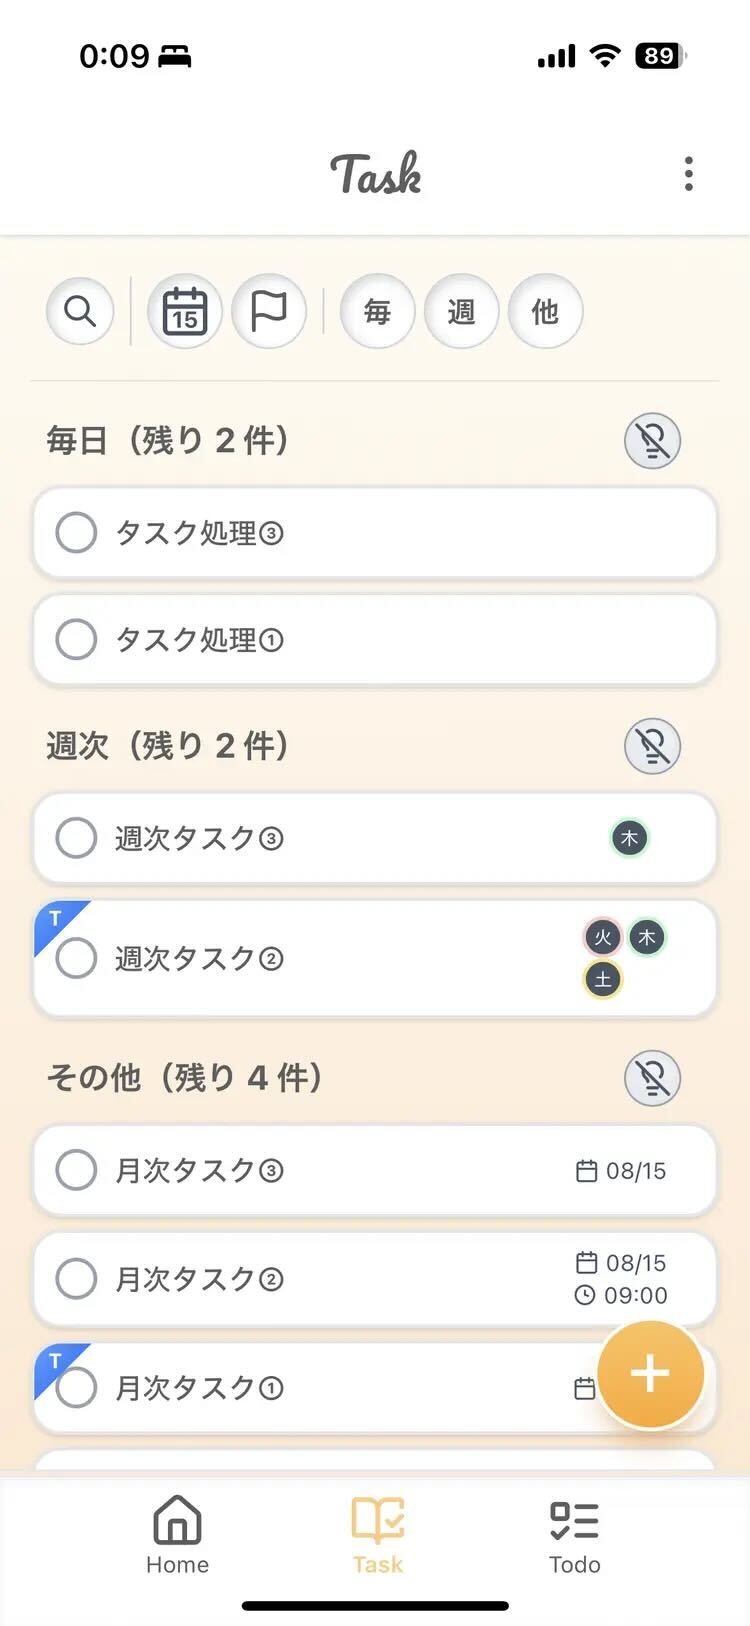 0:09
89
Task
15
毎 週 他
毎日（残り 2 件）
タスク処理③
タスク処理①
週次（残り 2 件）
週次タスク③ 木
T
週次タスク② 火 木
土
その他（残り 4 件）
月次タスク③ 08/15
月次タスク② 08/15
09:00
T
月次タスク①
Home Task Todo